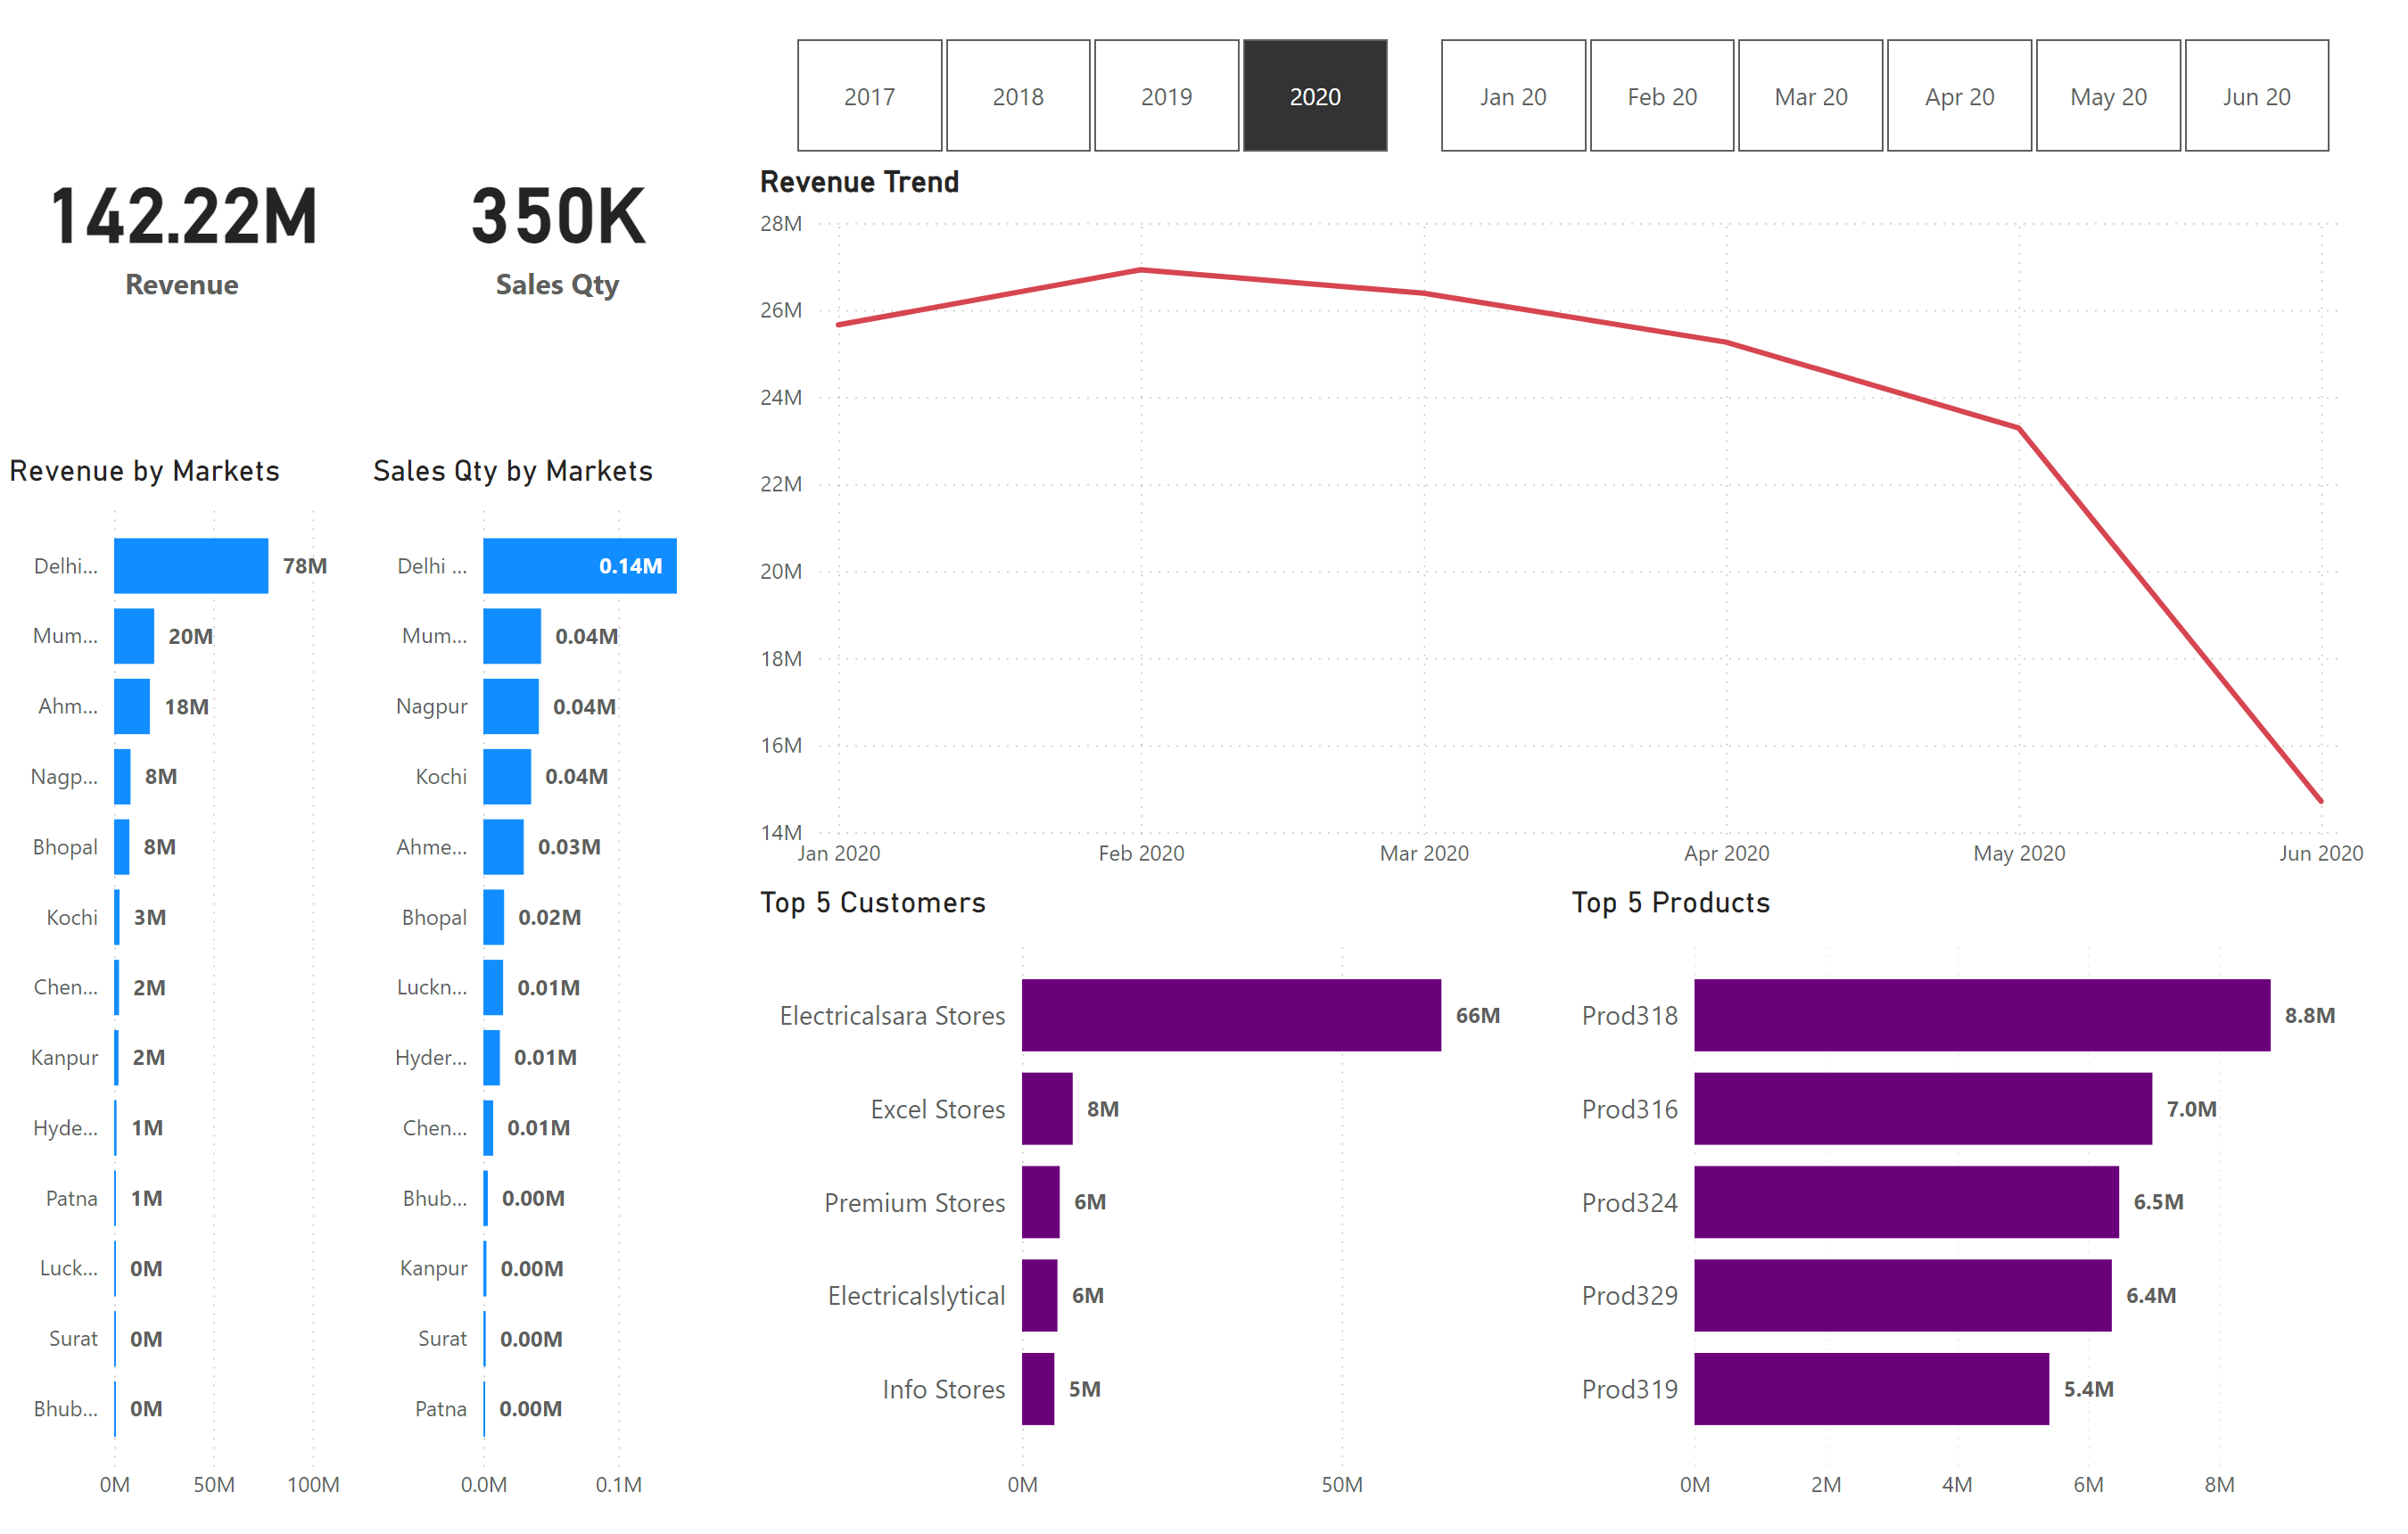 2017 2018 2019 2020 Jan 20 Feb 20 Mar 20 Apr 20 May 20 Jun 20
142.22M
Revenue
350K
Sales Qty
Revenue Trend
28M
26M
24M
22M
20M
18M
16M
14M
Jan 2020 Feb 2020 Mar 2020 Apr 2020 May 2020 Jun 2020
Revenue by Markets
Delhi... 78M
Mum... 20M
Ahm... 18M
Nagp... 8M
Bhopal 8M
Kochi 3M
Chen... 2M
Kanpur 2M
Hyde... 1M
Patna 1M
Luck... 0M
Surat 0M
Bhub... 0M
0M 50M 100M
Sales Qty by Markets
Delhi ... 0.14M
Mum... 0.04M
Nagpur 0.04M
Kochi 0.04M
Ahme... 0.03M
Bhopal 0.02M
Luckn... 0.01M
Hyder... 0.01M
Chen... 0.01M
Bhub... 0.00M
Kanpur 0.00M
Surat 0.00M
Patna 0.00M
0.0M 0.1M
Top 5 Customers
Electricalsara Stores 66M
Excel Stores 8M
Premium Stores 6M
Electricalslytical 6M
Info Stores 5M
0M 50M
Top 5 Products
Prod318 8.8M
Prod316 7.0M
Prod324 6.5M
Prod329 6.4M
Prod319 5.4M
0M 2M 4M 6M 8M